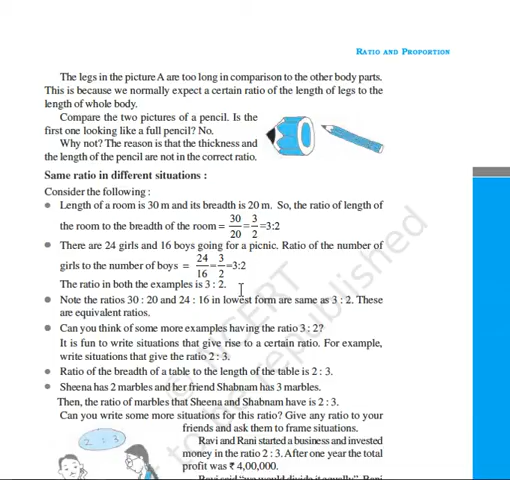 RATIO AND PROPORTION
The legs in the picture A are too long in comparison to the other body parts.
This is because we normally expect a certain ratio of the length of legs to the
length of whole body.
Compare the two pictures of a pencil. Is the
first one looking like a full pencil? No.
Why not? The reason is that the thickness and
the length of the pencil are not in the correct ratio.
Same ratio in different situations :
Consider the following :
● Length of a room is 30 m and its breadth is 20 m. So, the ratio of length of
the room to the breadth of the room = 30/20 = 3/2 = 3:2
● There are 24 girls and 16 boys going for a picnic. Ratio of the number of
girls to the number of boys = 24/16 = 3/2 = 3:2
The ratio in both the examples is 3 : 2.
● Note the ratios 30 : 20 and 24 : 16 in lowest form are same as 3 : 2. These
are equivalent ratios.
● Can you think of some more examples having the ratio 3 : 2?
It is fun to write situations that give rise to a certain ratio. For example,
write situations that give the ratio 2 : 3.
● Ratio of the breadth of a table to the length of the table is 2 : 3.
● Sheena has 2 marbles and her friend Shabnam has 3 marbles.
Then, the ratio of marbles that Sheena and Shabnam have is 2 : 3.
Can you write some more situations for this ratio? Give any ratio to your
friends and ask them to frame situations.
Ravi and Rani started a business and invested
money in the ratio 2 : 3. After one year the total
profit was ₹ 4,00,000.
Ravi said "we would divide it equally", Rani
2 : 3
© NCERT
to be republished